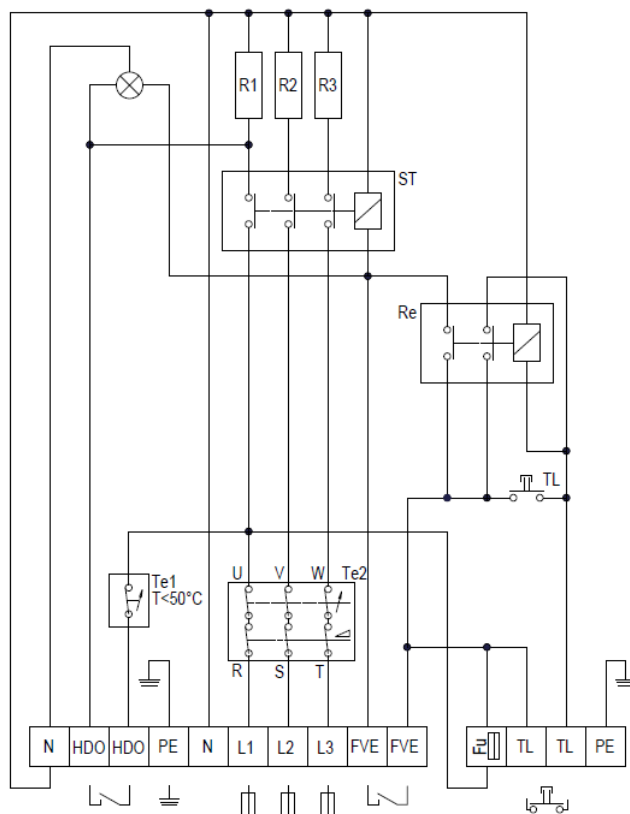 R1 R2 R3
ST
Re
TL
U V W Te2
Te1
T<50°C
R S T
N HDO HDO PE N L1 L2 L3 FVE FVE Fu TL TL PE